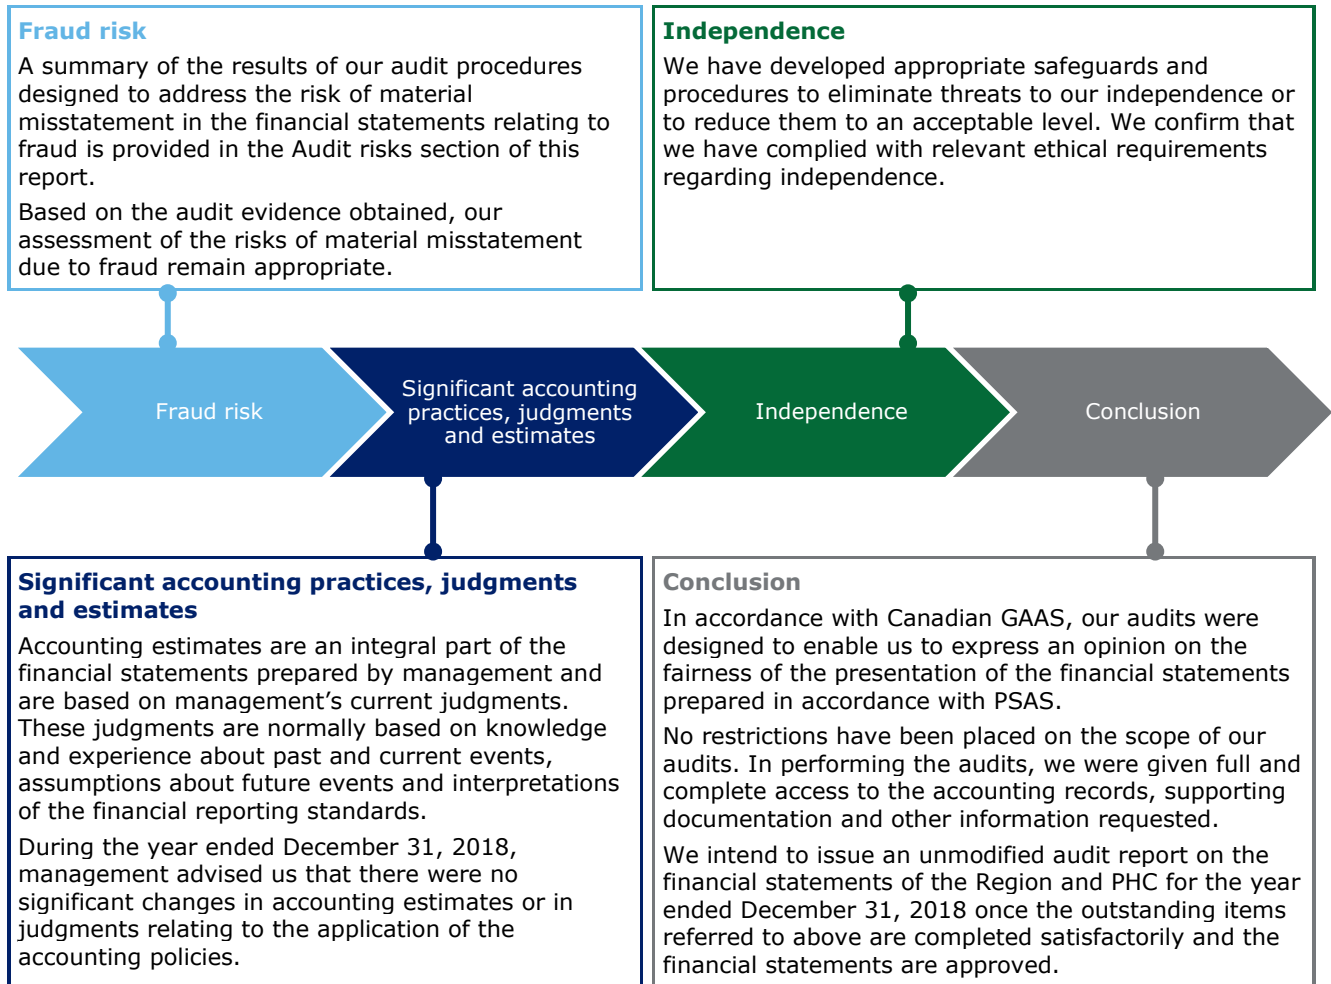 Fraud risk
A summary of the results of our audit procedures
designed to address the risk of material
misstatement in the financial statements relating to
fraud is provided in the Audit risks section of this
report.
Based on the audit evidence obtained, our
assessment of the risks of material misstatement
due to fraud remain appropriate.
Independence
We have developed appropriate safeguards and
procedures to eliminate threats to our independence or
to reduce them to an acceptable level. We confirm that
we have complied with relevant ethical requirements
regarding independence.
Fraud risk
Significant accounting
practices, judgments
and estimates
Independence
Conclusion
Significant accounting practices, judgments
and estimates
Accounting estimates are an integral part of the
financial statements prepared by management and
are based on management’s current judgments.
These judgments are normally based on knowledge
and experience about past and current events,
assumptions about future events and interpretations
of the financial reporting standards.
During the year ended December 31, 2018,
management advised us that there were no
significant changes in accounting estimates or in
judgments relating to the application of the
accounting policies.
Conclusion
In accordance with Canadian GAAS, our audits were
designed to enable us to express an opinion on the
fairness of the presentation of the financial statements
prepared in accordance with PSAS.
No restrictions have been placed on the scope of our
audits. In performing the audits, we were given full and
complete access to the accounting records, supporting
documentation and other information requested.
We intend to issue an unmodified audit report on the
financial statements of the Region and PHC for the year
ended December 31, 2018 once the outstanding items
referred to above are completed satisfactorily and the
financial statements are approved.